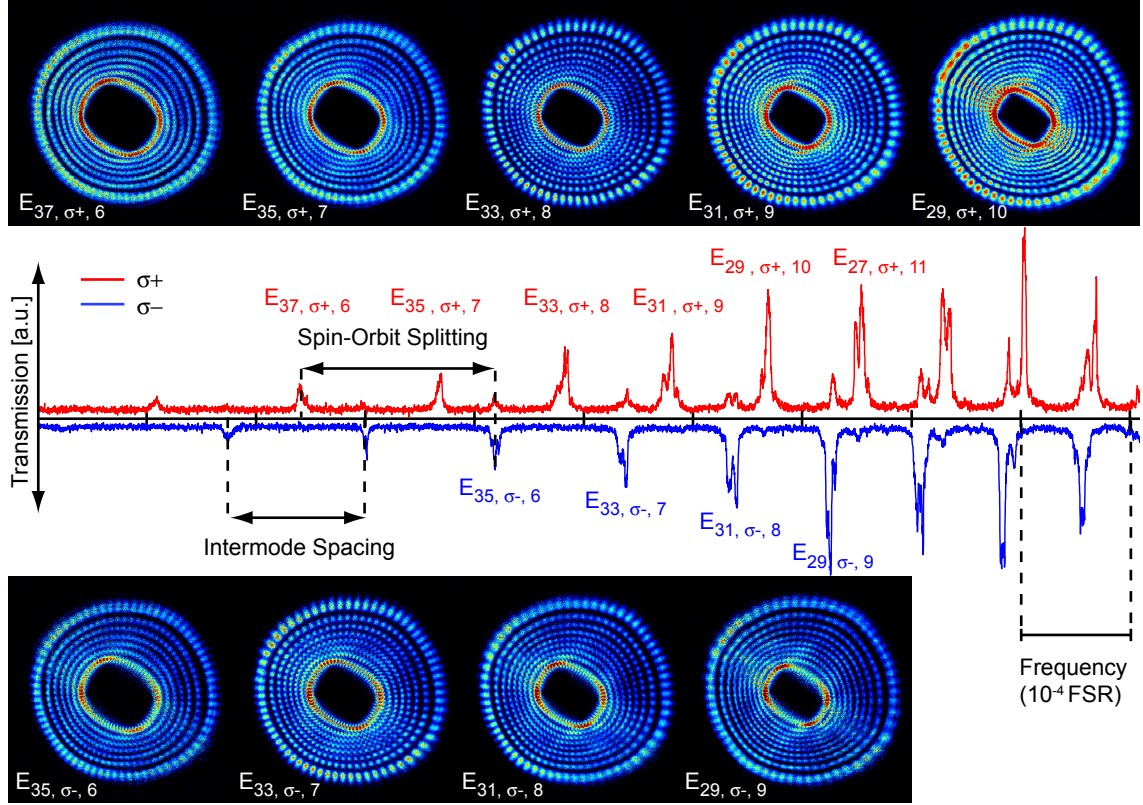 E37, σ+, 6
E35, σ+, 7
E33, σ+, 8
E31, σ+, 9
E29, σ+, 10
σ+
σ−
E37, σ+, 6
E35, σ+, 7
E33, σ+, 8
E31, σ+, 9
E29, σ+, 10
E27, σ+, 11
Spin-Orbit Splitting
Transmission [a.u.]
E35, σ-, 6
E33, σ-, 7
E31, σ-, 8
E29, σ-, 9
Intermode Spacing
Frequency
(10⁻⁴ FSR)
E35, σ-, 6
E33, σ-, 7
E31, σ-, 8
E29, σ-, 9